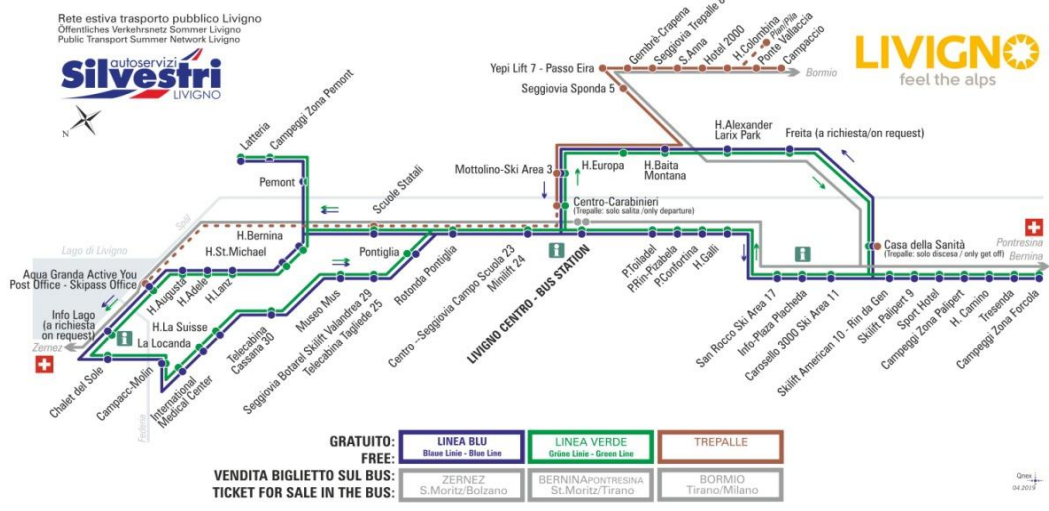 Rete estiva trasporto pubblico Livigno
Öffentliches Verkehrsnetz Sommer Livigno
Public Transport Summer Network Livigno
autoservizi
Silvestri
LIVIGNO
N
LIVIGNO
feel the alps
Gembrè-Crapena
Seggiovia Trepalle
S.Anna
Hotel 2000
H.Colombina
Plan/Pila
Ponte Vallaccia
Campaccio
Yepi Lift 7 - Passo Eira
Bormio
Seggiovia Sponda 5
Latteria
Campeggi Zona Pemont
Pemont
Scuole Statali
Mottolino-Ski Area 3
H.Europa
H.Baita
Montana
H.Alexander
Larix Park
Freita (a richiesta/on request)
Centro-Carabinieri
(Trepalle: solo salita /only departure)
Spöl
Lago di Livigno
H.Bernina
H.St.Michael
Pontiglia
Aqua Granda Active You
Post Office - Skipass Office
H.Augusta
H.Adele
H.Lanz
Casa della Sanità
(Trepalle: solo discesa / only get off)
Pontresina
Bernina
Info Lago
(a richiesta
on request)
Zernez
i
i
i
H.La Suisse
La Locanda
Chalet del Sole
Campacc-Molin
Federia
International
Medical Center
Telecabina
Cassana 30
Museo Mus
Seggiovia Botarel Skilift Valandrea 29
Telecabina Tagliede 25
Rotonda Pontiglia
Centro --Seggiovia Campo Scuola 23
Minilift 24
LIVIGNO CENTRO - BUS STATION
P.Toiladel
P.Rin-Pizabela
P.Confortina
H.Galli
San Rocco Ski Area 17
Info-Plaza Placheda
Carosello 3000 Ski Area 11
Skilift American 10 - Rin da Gen
Skilift Palipert 9
Sport Hotel
Campeggi Zona Palipert
H. Camino
Tresenda
Campeggi Zona Forcola
GRATUITO:
FREE:
LINEA BLU
Blaue Linie - Blue Line
LINEA VERDE
Grüne Linie - Green Line
TREPALLE
VENDITA BIGLIETTO SUL BUS:
TICKET FOR SALE IN THE BUS:
ZERNEZ
S.Moritz/Bolzano
BERNINA PONTRESINA
St.Moritz/Tirano
BORMIO
Tirano/Milano
Qnex
04.2019